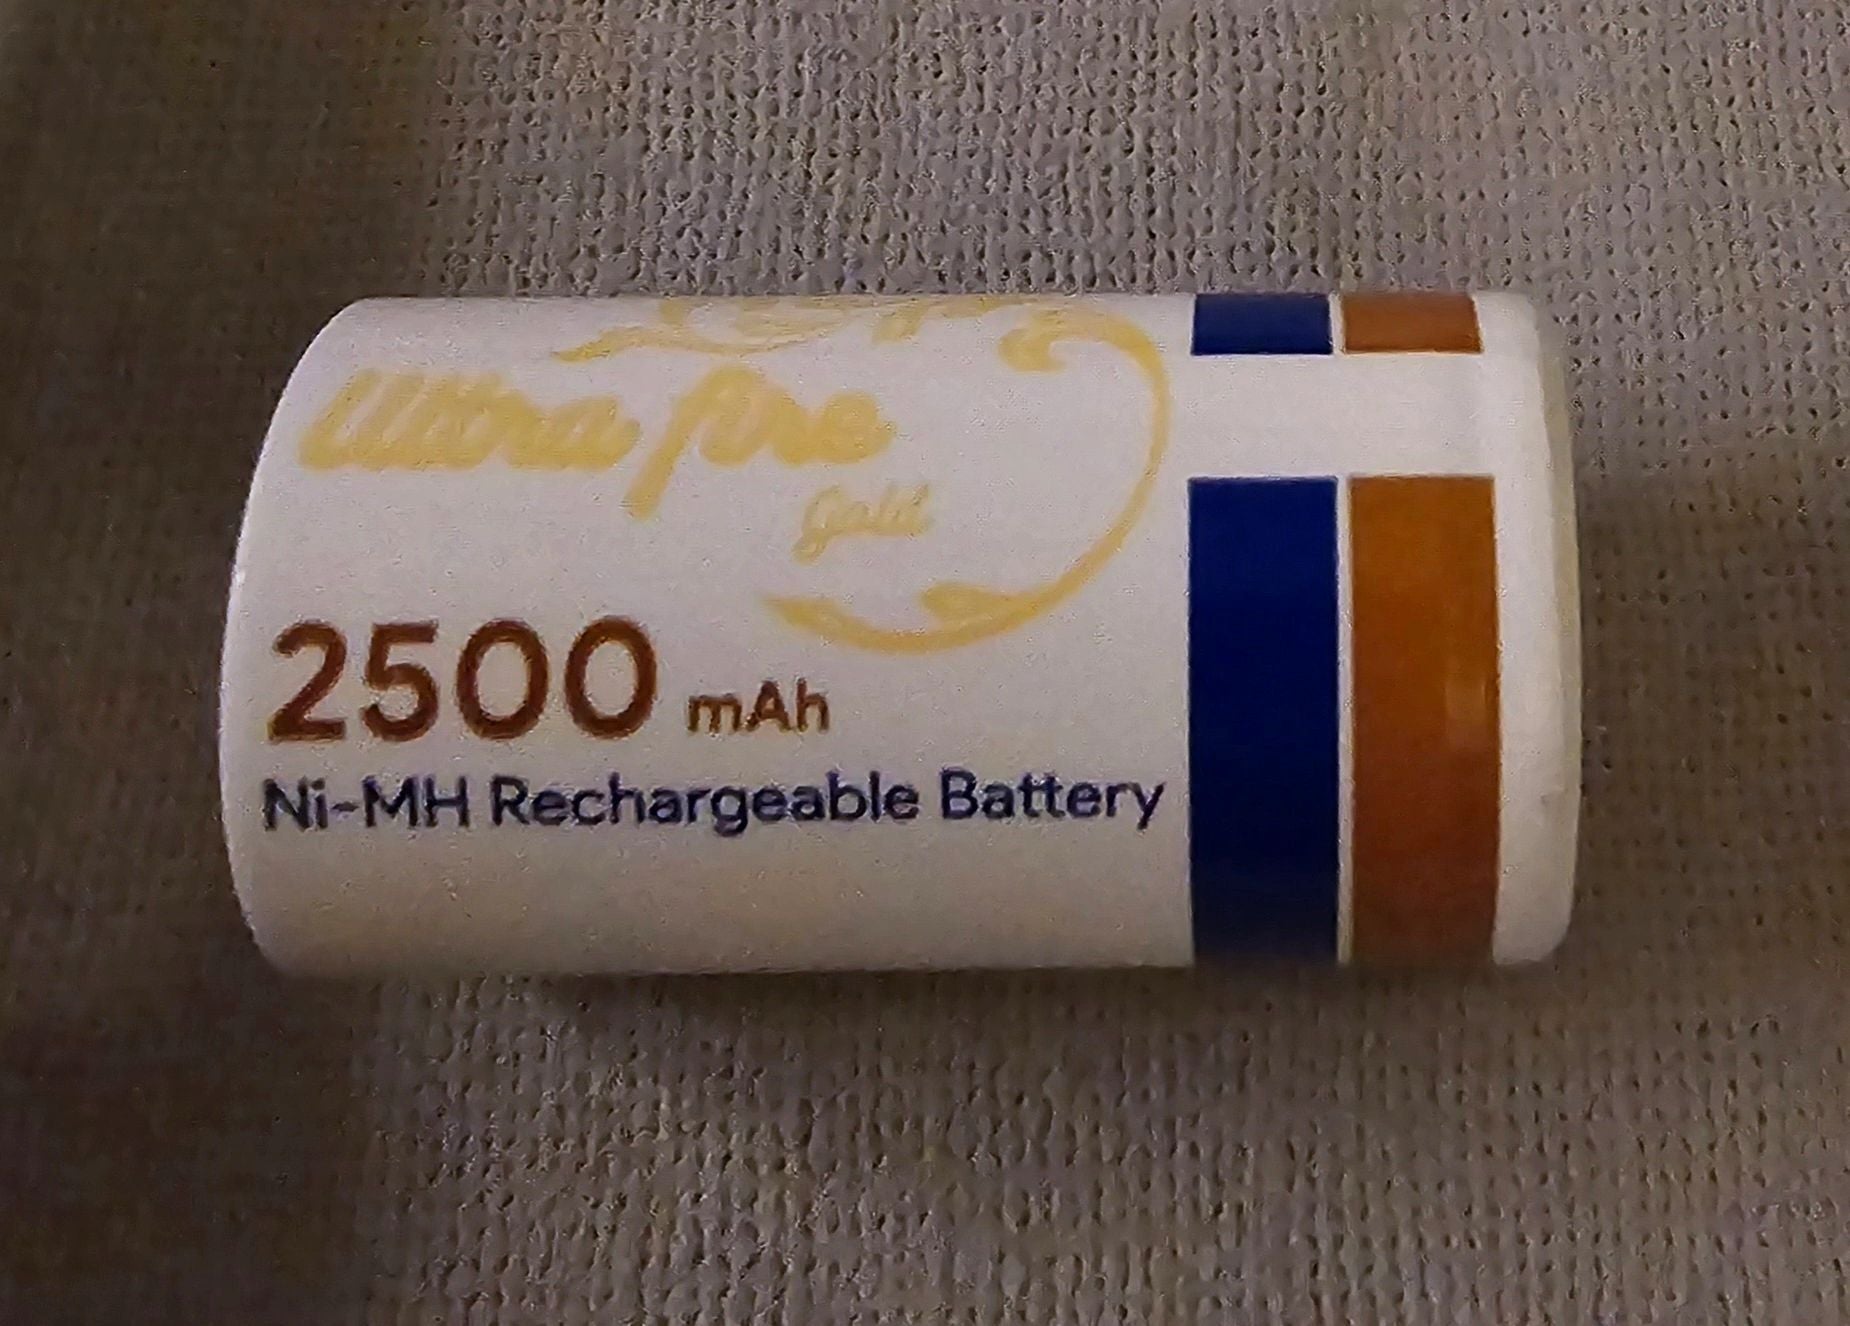 Ultra fire
Gold
2500 mAh
Ni-MH Rechargeable Battery